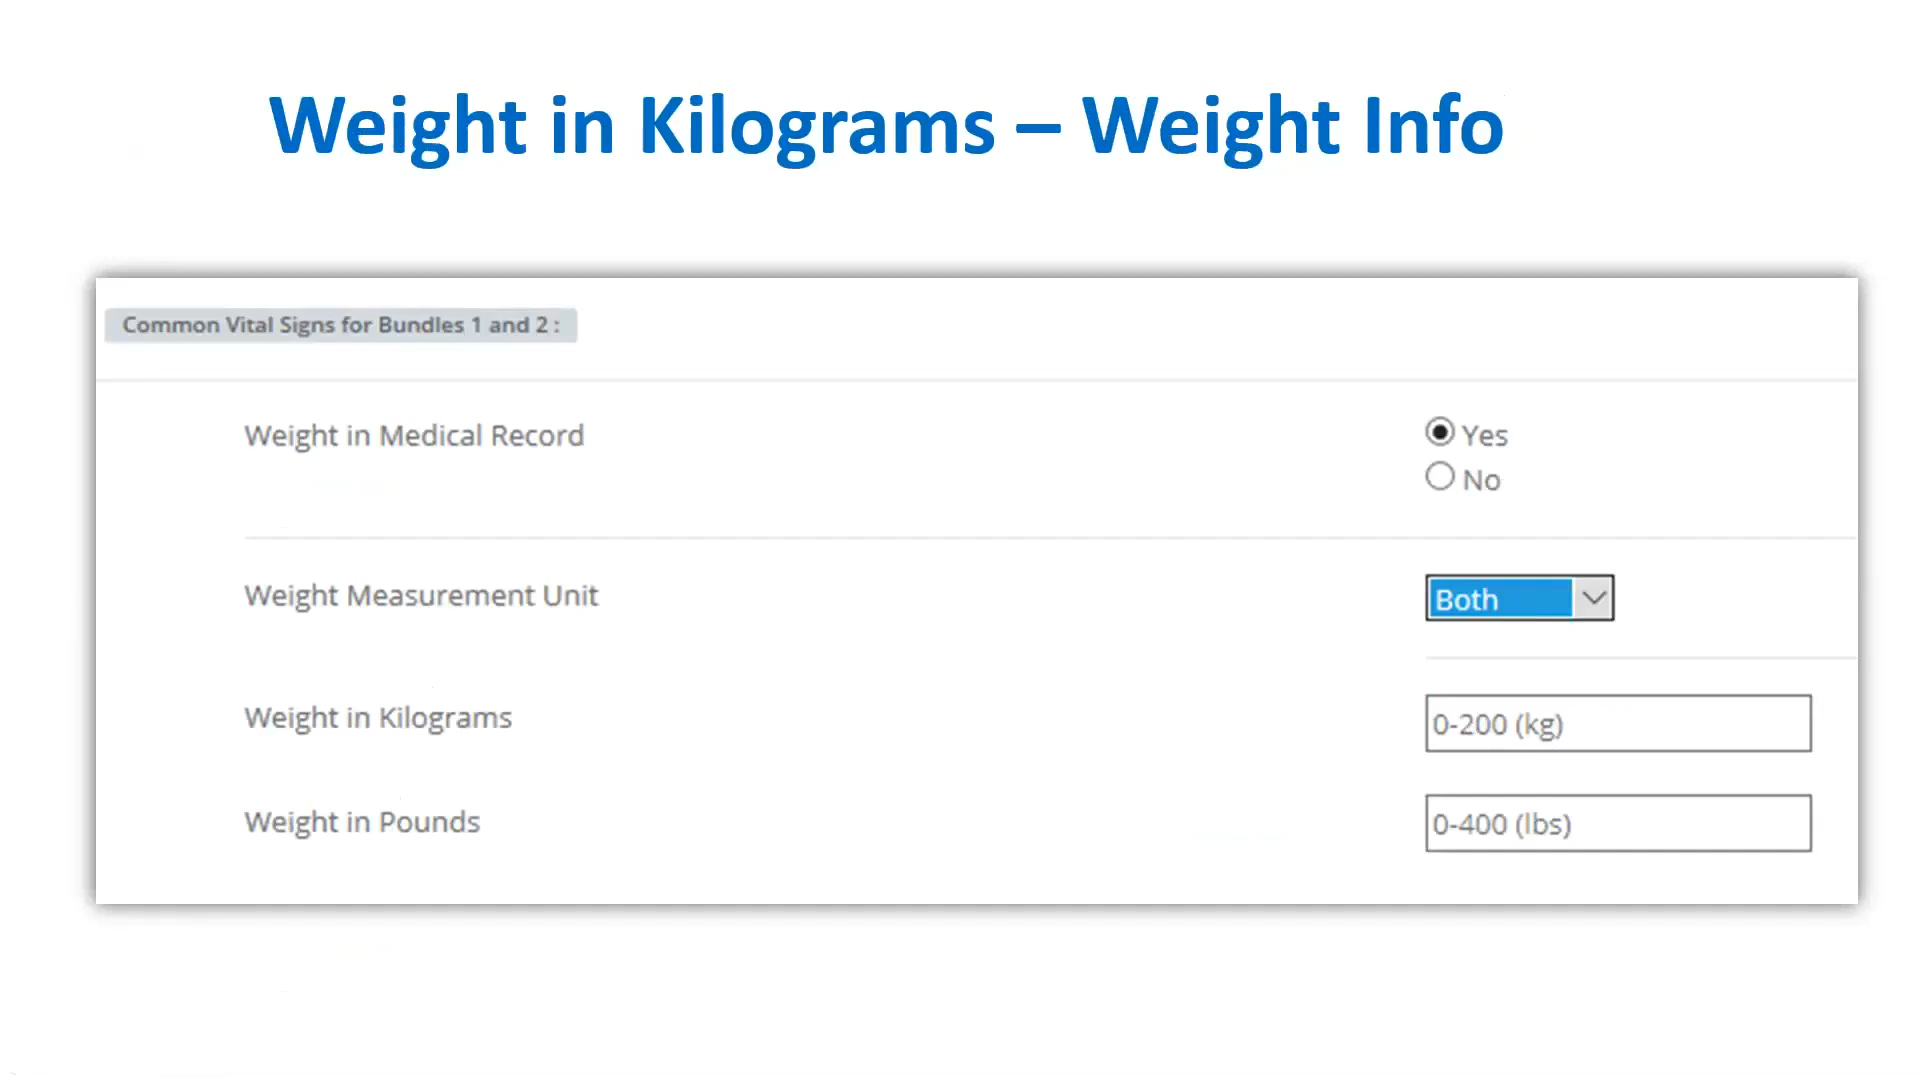 Weight in Kilograms – Weight Info
Common Vital Signs for Bundles 1 and 2 :
Weight in Medical Record
Yes
No
Weight Measurement Unit
Both
Weight in Kilograms
0-200 (kg)
Weight in Pounds
0-400 (lbs)